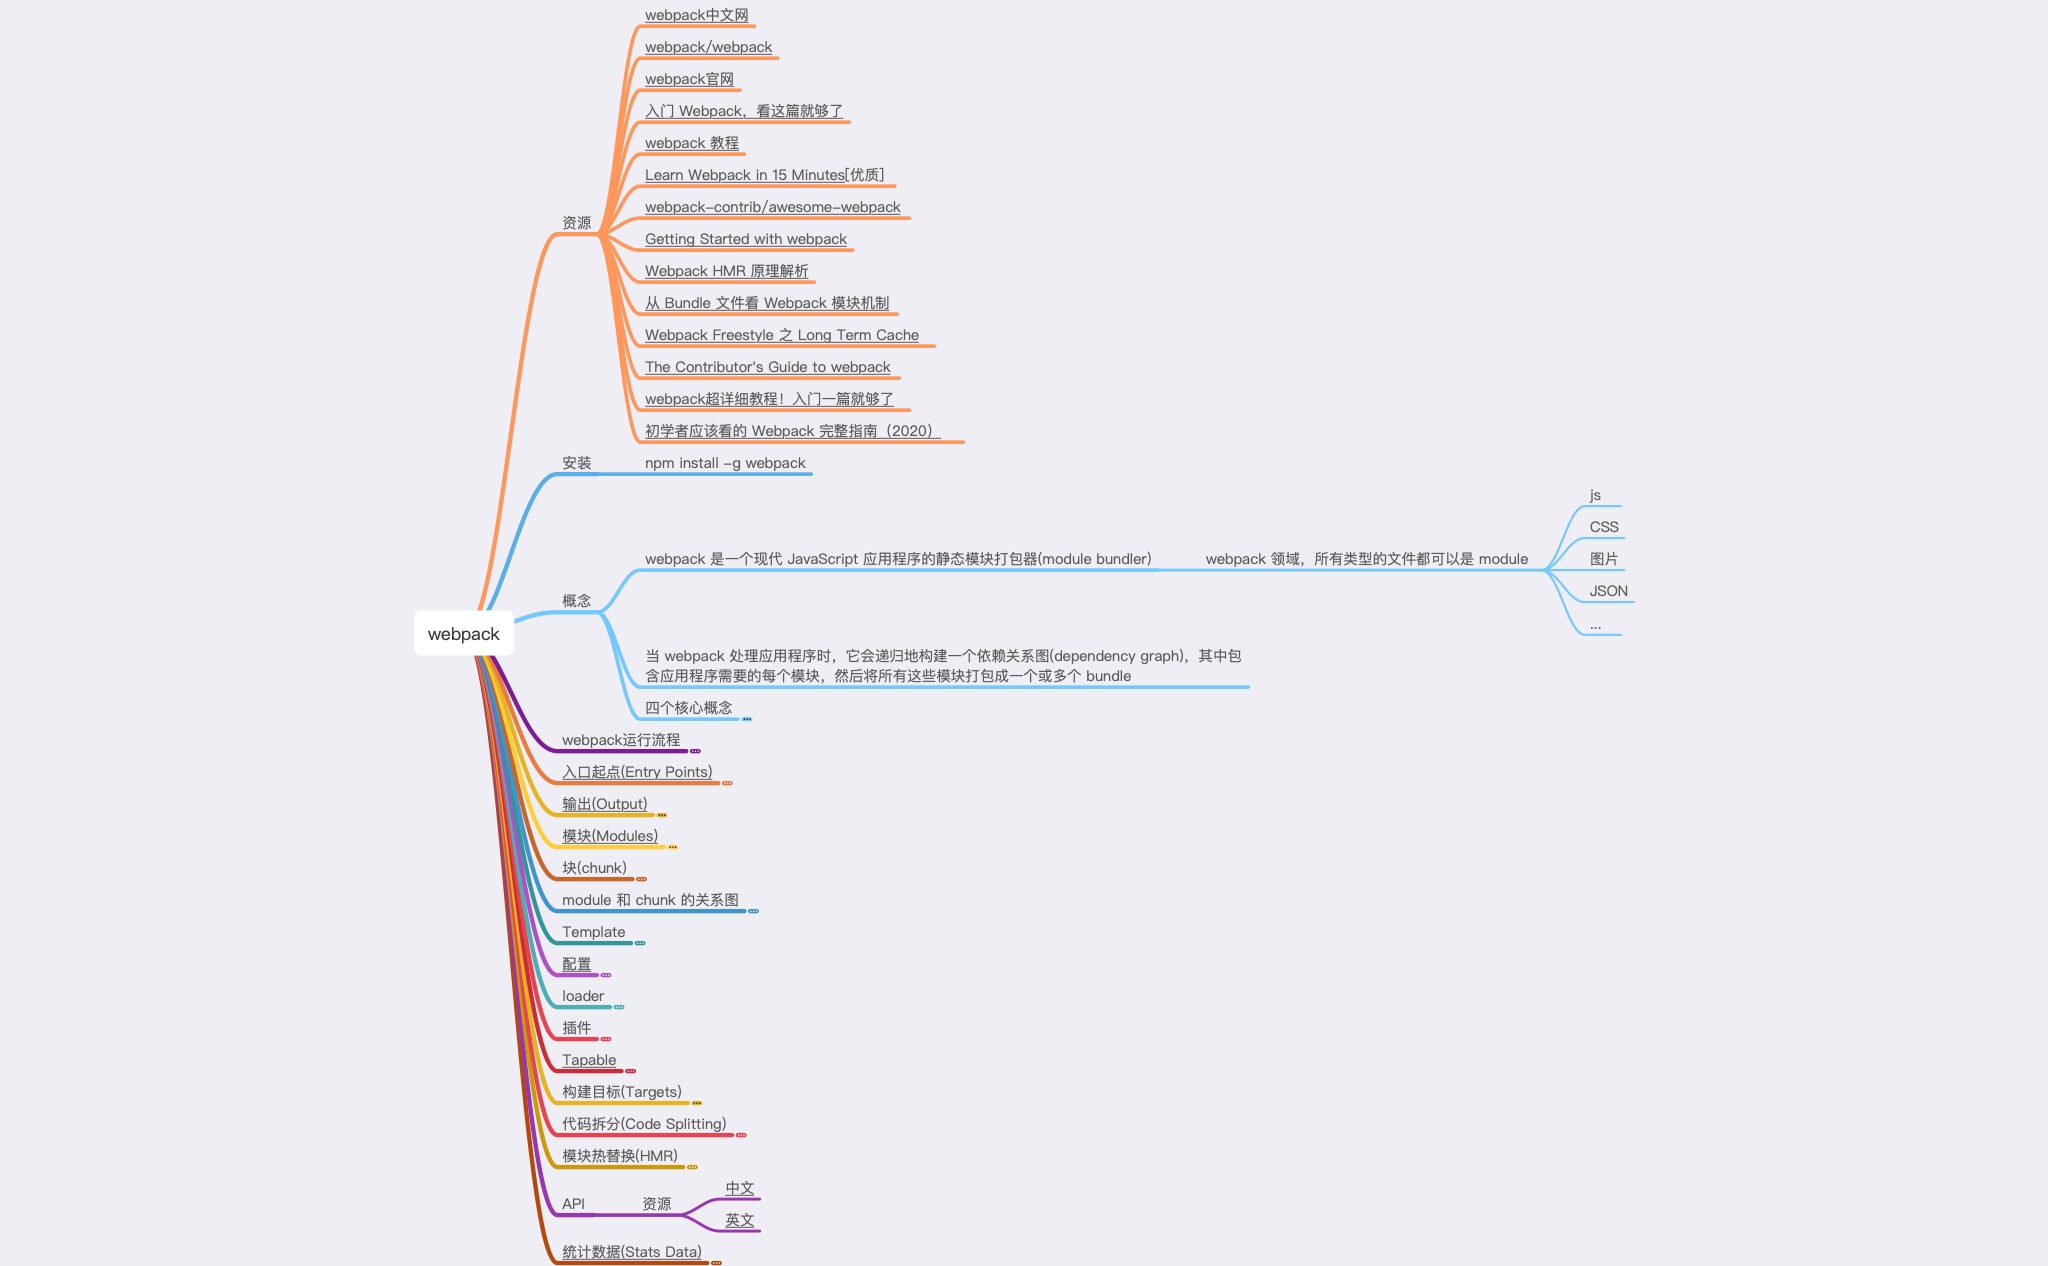 webpack中文网
webpack/webpack
webpack官网
入门 Webpack，看这篇就够了
webpack 教程
Learn Webpack in 15 Minutes[优质]
webpack-contrib/awesome-webpack
资源
Getting Started with webpack
Webpack HMR 原理解析
从 Bundle 文件看 Webpack 模块机制
Webpack Freestyle 之 Long Term Cache
The Contributor's Guide to webpack
webpack超详细教程！入门一篇就够了
初学者应该看的 Webpack 完整指南（2020）
安装
npm install -g webpack
js
CSS
webpack 是一个现代 JavaScript 应用程序的静态模块打包器(module bundler)
webpack 领域，所有类型的文件都可以是 module
图片
JSON
...
概念
webpack
当 webpack 处理应用程序时，它会递归地构建一个依赖关系图(dependency graph)，其中包
含应用程序需要的每个模块，然后将所有这些模块打包成一个或多个 bundle
四个核心概念
webpack运行流程
入口起点(Entry Points)
输出(Output)
模块(Modules)
块(chunk)
module 和 chunk 的关系图
Template
配置
loader
插件
Tapable
构建目标(Targets)
代码拆分(Code Splitting)
模块热替换(HMR)
API
资源
中文
英文
统计数据(Stats Data)